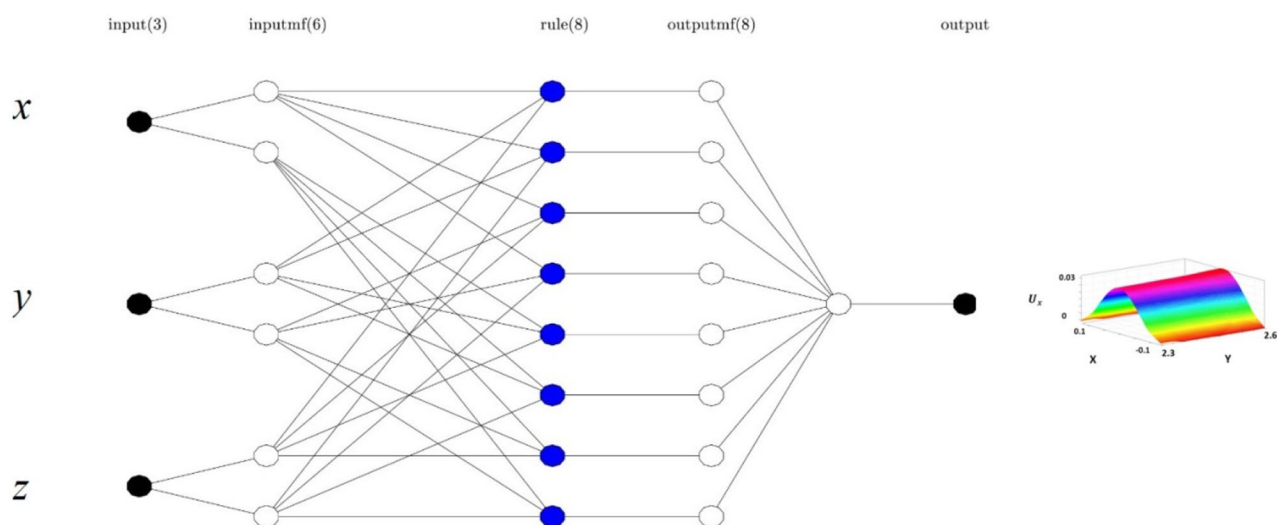 input(3) inputmf(6) rule(8) outputmf(8) output
x
y
z
0.03
U_x
0
0.1
X
-0.1
2.3
Y
2.6